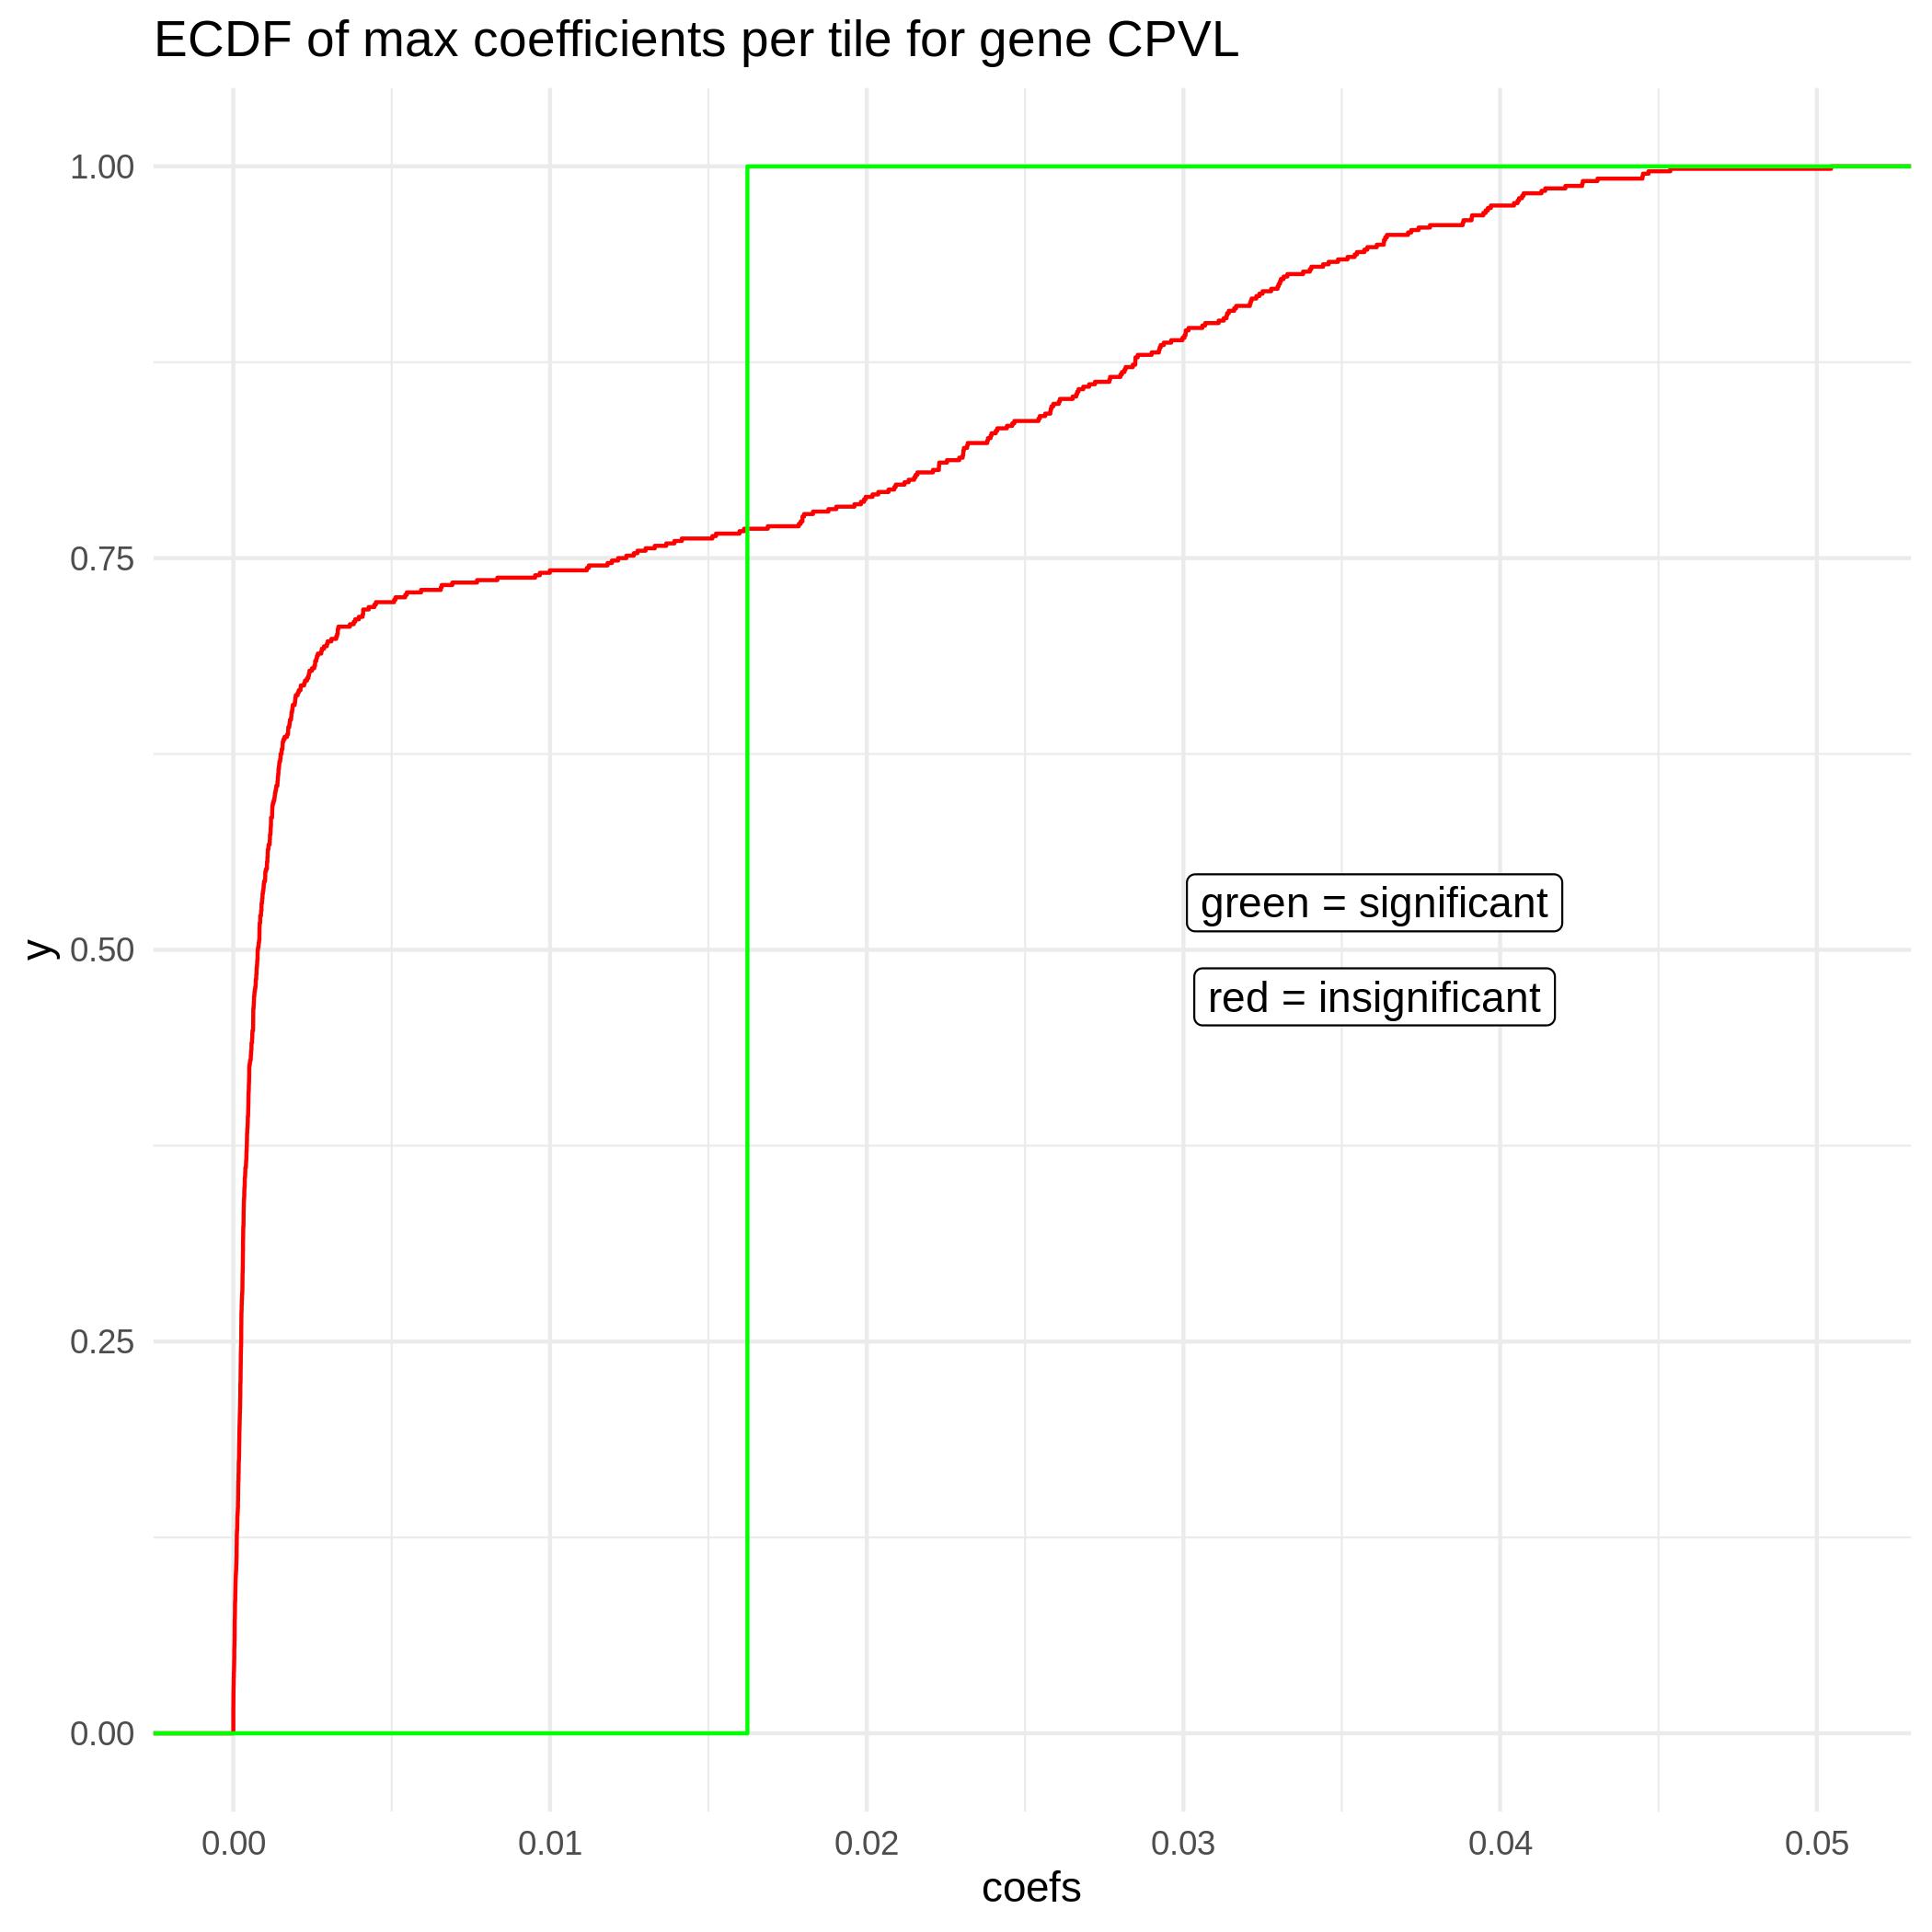 ECDF of max coefficients per tile for gene CPVL
1.00
0.75
0.50
0.25
0.00
y
green = significant
red = insignificant
0.00 0.01 0.02 0.03 0.04 0.05
coefs